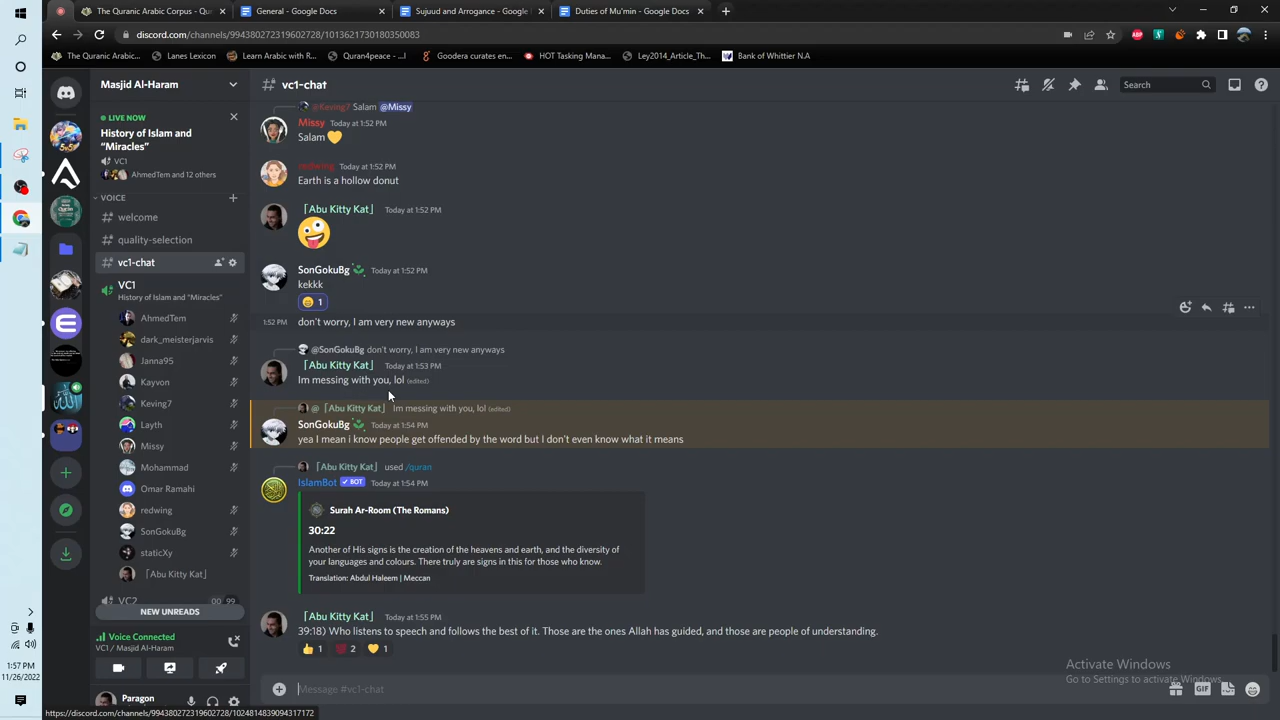 The Quranic Arabic Corpus - Qu
General - Google Docs
Sujuud and Arrogance - Google
Duties of Mu'min - Google Docs
discord.com/channels/994380272319602728/1013621730180350083
The Quranic Arabic...
Lanes Lexicon
Learn Arabic with R...
Quran4peace - ...I
Goodera curates en...
HOT Tasking Mana...
Ley2014_Article_Th...
Bank of Whittier N.A
Masjid Al-Haram
# vc1-chat
Search
LIVE NOW
History of Islam and
"Miracles"
VC1
AhmedTem and 12 others
VOICE
welcome
quality-selection
vc1-chat
VC1
History of Islam and "Miracles"
AhmedTem
dark_meisterjarvis
Janna95
Kayvon
Keving7
Layth
Missy
Mohammad
Omar Ramahi
redwing
SonGokuBg
staticXy
「Abu Kitty Kat」
VC2
00 99
NEW UNREADS
Voice Connected
VC1 / Masjid Al-Haram
Paragon
@Keving7 Salam @Missy
Missy Today at 1:52 PM
Salam
redwing Today at 1:52 PM
Earth is a hollow donut
「Abu Kitty Kat」 Today at 1:52 PM
SonGokuBg Today at 1:52 PM
kekkk
1
1:52 PM don't worry, I am very new anyways
@SonGokuBg don't worry, I am very new anyways
「Abu Kitty Kat」 Today at 1:53 PM
Im messing with you, lol (edited)
@「Abu Kitty Kat」 Im messing with you, lol (edited)
SonGokuBg Today at 1:54 PM
yea I mean i know people get offended by the word but I don't even know what it means
「Abu Kitty Kat」 used /quran
IslamBot BOT Today at 1:54 PM
Surah Ar-Room (The Romans)
30:22
Another of His signs is the creation of the heavens and earth, and the diversity of
your languages and colours. There truly are signs in this for those who know.
Translation: Abdul Haleem | Meccan
「Abu Kitty Kat」 Today at 1:55 PM
39:18) Who listens to speech and follows the best of it. Those are the ones Allah has guided, and those are people of understanding.
1 2 1
Message #vc1-chat
GIF
Activate Windows
Go to Settings to activate Windows.
1:57 PM
11/26/2022
https://discord.com/channels/994380272319602728/1024814839094317172